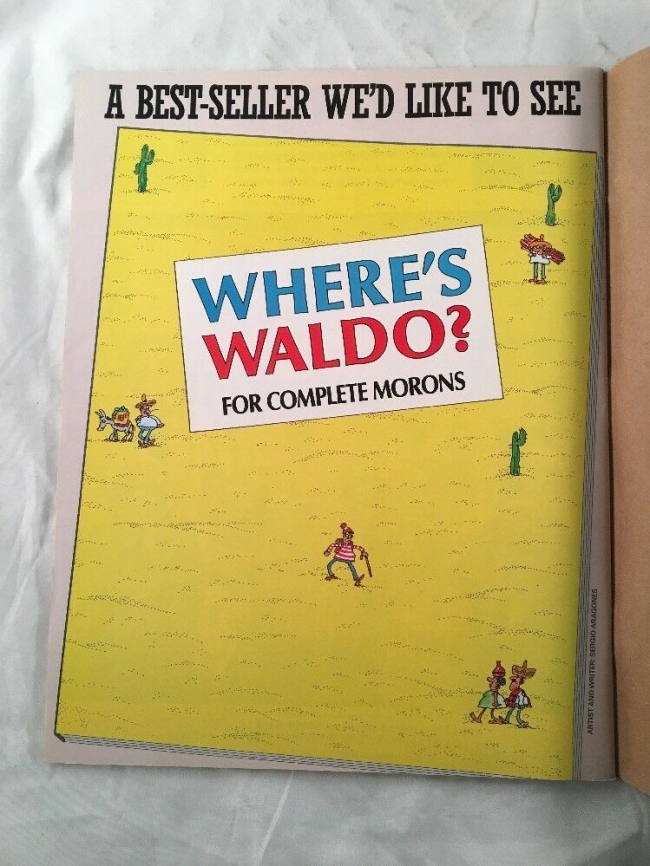 A BEST-SELLER WE'D LIKE TO SEE
WHERE'S
WALDO?
FOR COMPLETE MORONS
ARTIST AND WRITER: SERGIO ARAGONES